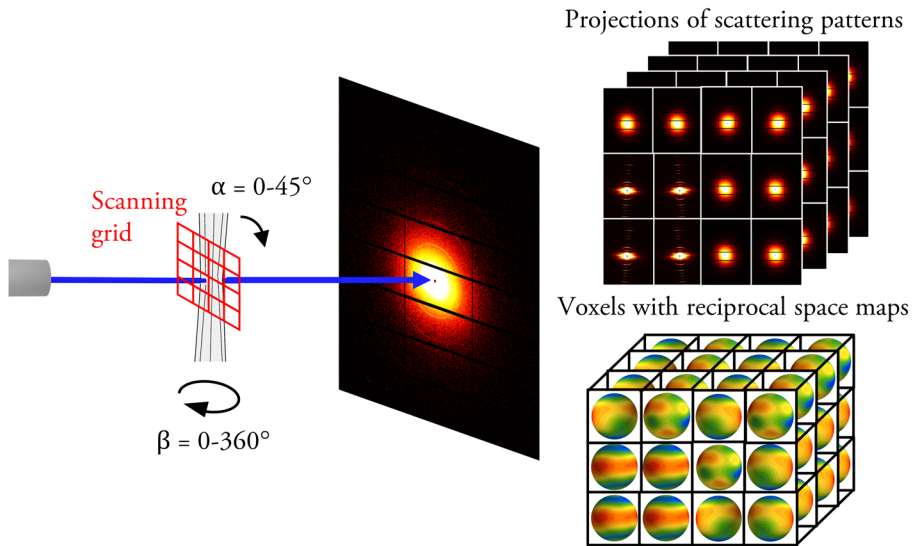 Projections of scattering patterns
α = 0-45°
Scanning
grid
β = 0-360°
Voxels with reciprocal space maps